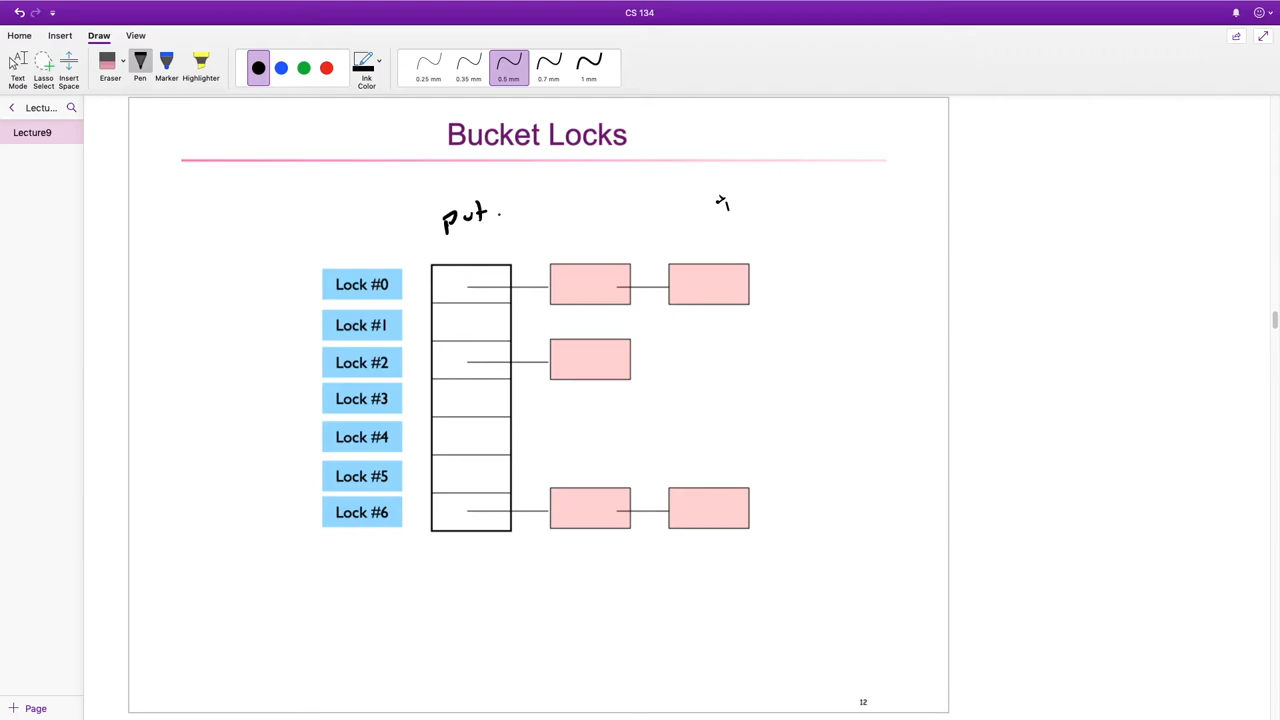 CS 134
Home Insert Draw View
Text Mode
Lasso Select
Insert Space
Eraser
Pen
Marker
Highlighter
Ink Color
0.25 mm
0.35 mm
0.5 mm
0.7 mm
1 mm
Lectu...
Lecture9
Bucket Locks
put
Lock #0
Lock #1
Lock #2
Lock #3
Lock #4
Lock #5
Lock #6
12
Page